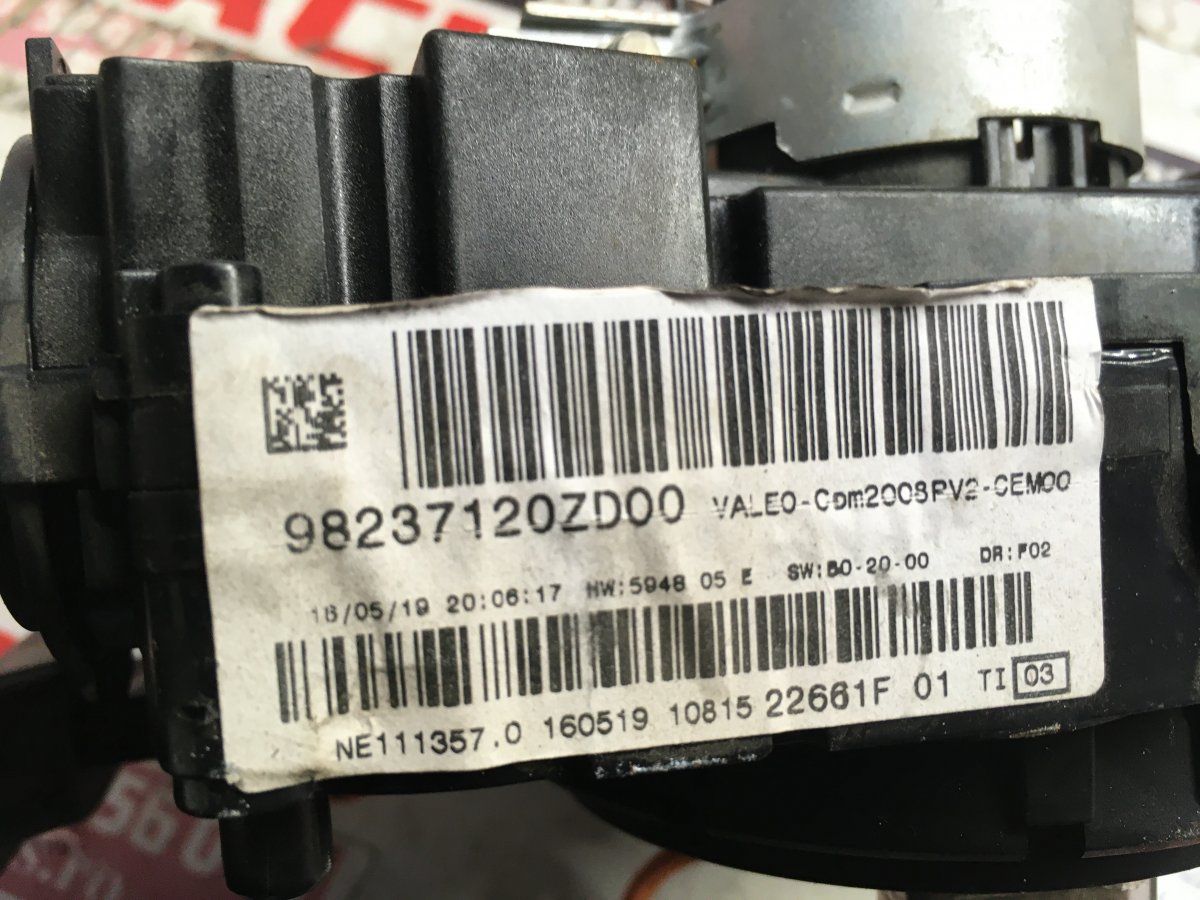 98237120ZD00 VALEO-Com2008PV2-CEM00
16/05/19 20:06:17 HW:5948 05 E SW:50-20-00 DR:F02
NE111357.0 160519 10815 22661F 01 TI 03